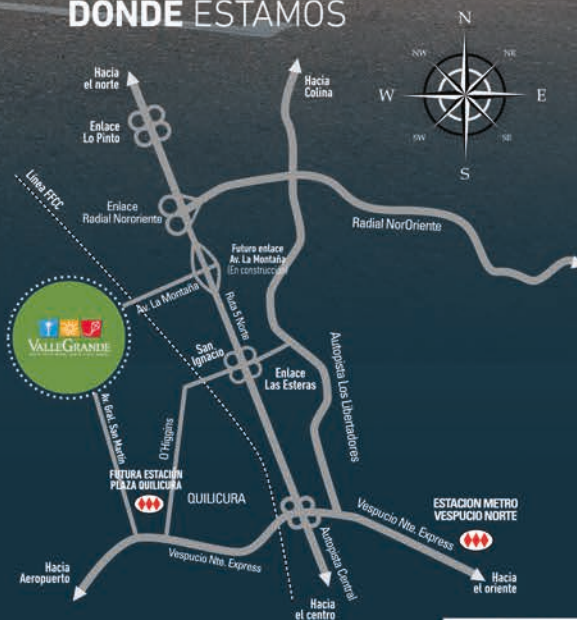 DONDE ESTAMOS
N
NW
NE
W
E
SW
SE
S
Hacia
el norte
Hacia
Colina
Enlace
Lo Pinto
Línea FFCC
Enlace
Radial Nororiente
Radial NorOriente
Futuro enlace
Av. La Montaña
(En construcción)
Av. La Montaña
Ruta 5 Norte
VALLEGRANDE
San
Ignacio
Enlace
Las Esteras
Autopista Los Libertadores
Av. Gral. San Martín
O'Higgins
FUTURA ESTACIÓN
PLAZA QUILICURA
QUILICURA
ESTACION METRO
VESPUCIO NORTE
Vespucio Nte. Express
Vespucio Nte. Express
Autopista Central
Hacia
Aeropuerto
Hacia
el oriente
Hacia
el centro